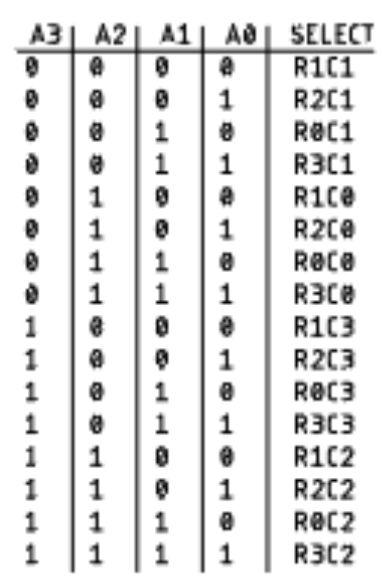 A3 | A2 | A1 | A0 | SELECT
0 | 0 | 0 | 0 | R1C1
0 | 0 | 0 | 1 | R2C1
0 | 0 | 1 | 0 | R0C1
0 | 0 | 1 | 1 | R3C1
0 | 1 | 0 | 0 | R1C0
0 | 1 | 0 | 1 | R2C0
0 | 1 | 1 | 0 | R0C0
0 | 1 | 1 | 1 | R3C0
1 | 0 | 0 | 0 | R1C3
1 | 0 | 0 | 1 | R2C3
1 | 0 | 1 | 0 | R0C3
1 | 0 | 1 | 1 | R3C3
1 | 1 | 0 | 0 | R1C2
1 | 1 | 0 | 1 | R2C2
1 | 1 | 1 | 0 | R0C2
1 | 1 | 1 | 1 | R3C2